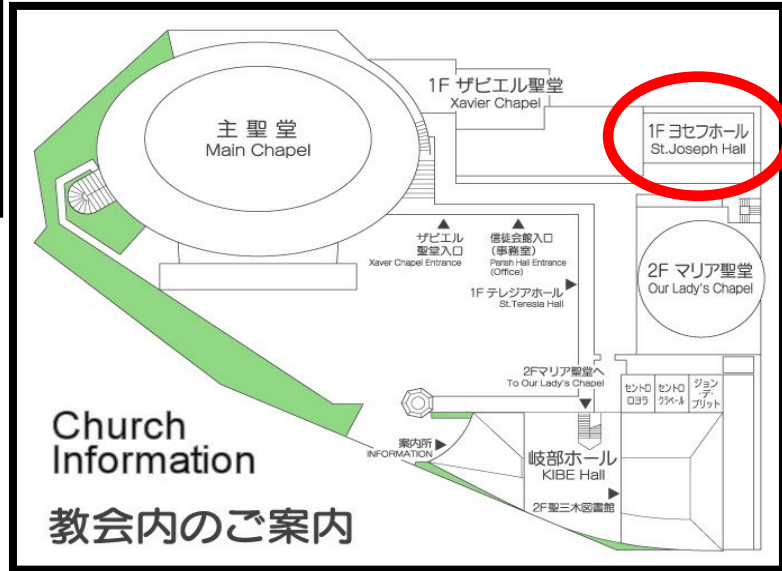 1F ザビエル聖堂
Xavier Chapel
主聖堂
Main Chapel
1F ヨセフホール
St.Joseph Hall
ザビエル
聖堂入口
Xaver Chapel Entrance
信徒会館入口
(事務室)
Parish Hall Entrance
(Office)
1F テレジアホール
St.Teresia Hall
2F マリア聖堂
Our Lady's Chapel
2Fマリア聖堂へ
To Our Lady's Chapel
セントロ
ロヨラ
セントロ
クラベール
ジョン
・デ・
ブリット
案内所
INFORMATION
岐部ホール
KIBE Hall
2F聖三木図書館
Church
Information
教会内のご案内